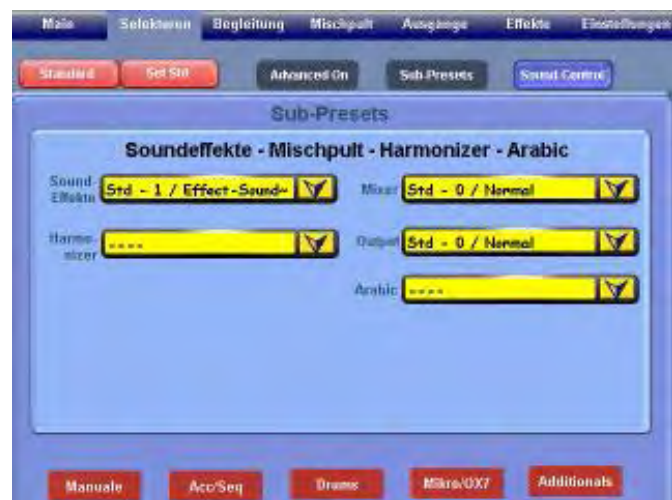 Main Selektieren Begleitung Mischpult Ausgänge Effekte Einstellungen
Standard Set Std Advanced On Sub-Presets Sound Control
Sub-Presets
Soundeffekte - Mischpult - Harmonizer - Arabic
Sound-Effekte Std - 1 / Effect-Sound~ Mixer Std - 0 / Normal
Harmo-nizer ---- Output Std - 0 / Normal
Arabic ----
Manuale Acc/Seq Drums Mikro/OX7 Additionals